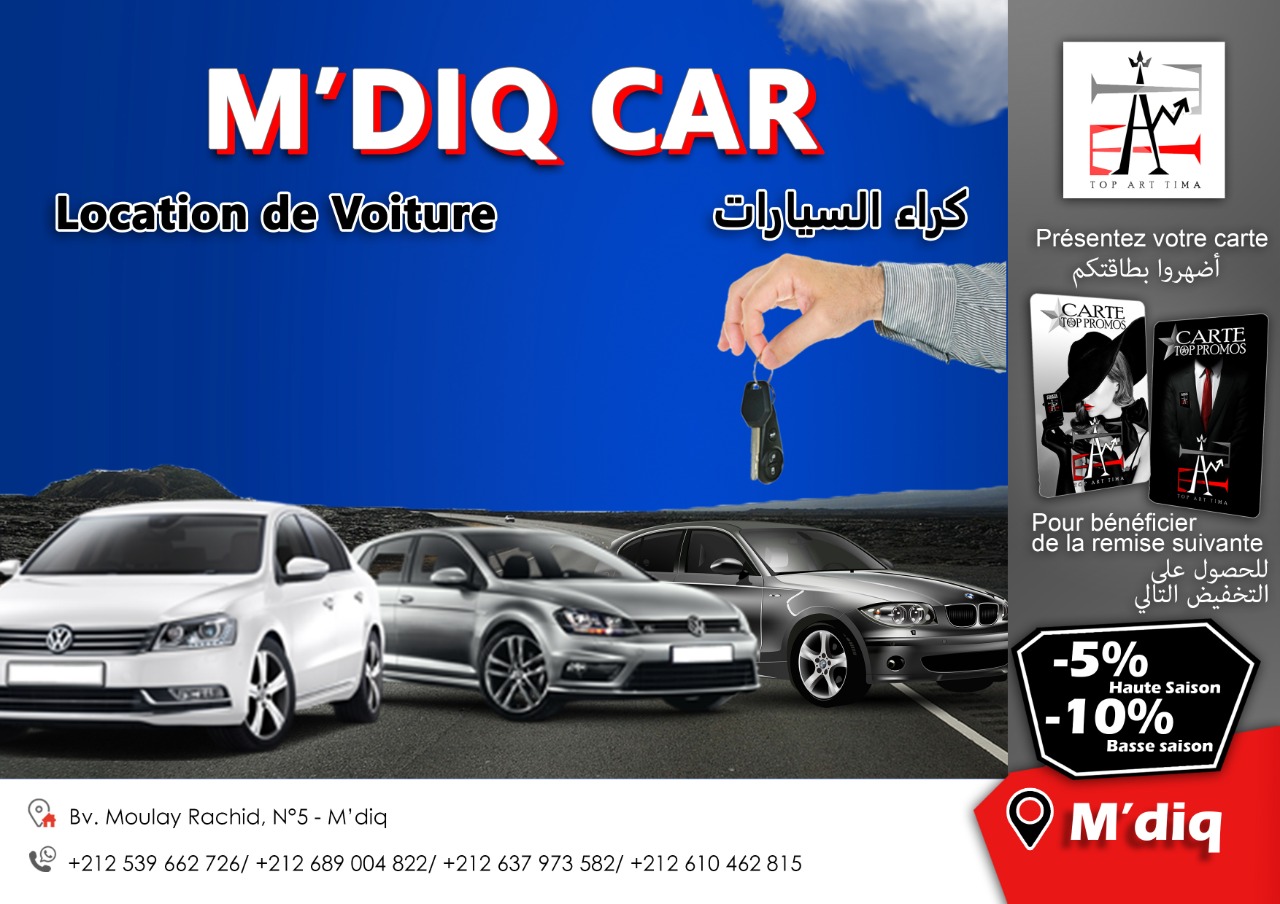 M'DIQ CAR
Location de Voiture
كراء السيارات
Bv. Moulay Rachid, N°5 - M'diq
+212 539 662 726/ +212 689 004 822/ +212 637 973 582/ +212 610 462 815
TOP ART TIMA
Présentez votre carte
أضهروا بطاقتكم
CARTE
TOP PROMOS
TOP ART TIMA
CARTE
TOP PROMOS
TOP ART TIMA
Pour bénéficier
de la remise suivante
للحصول على
التخفيض التالي
-5%
Haute Saison
-10%
Basse saison
M'diq